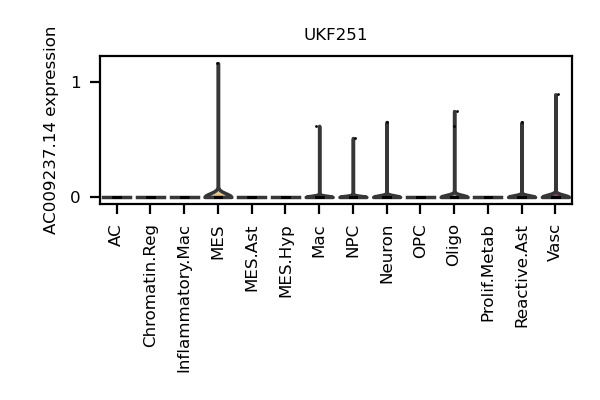 UKF251
AC009237.14 expression
1
0
AC
Chromatin.Reg
Inflammatory.Mac
MES
MES.Ast
MES.Hyp
Mac
NPC
Neuron
OPC
Oligo
Prolif.Metab
Reactive.Ast
Vasc